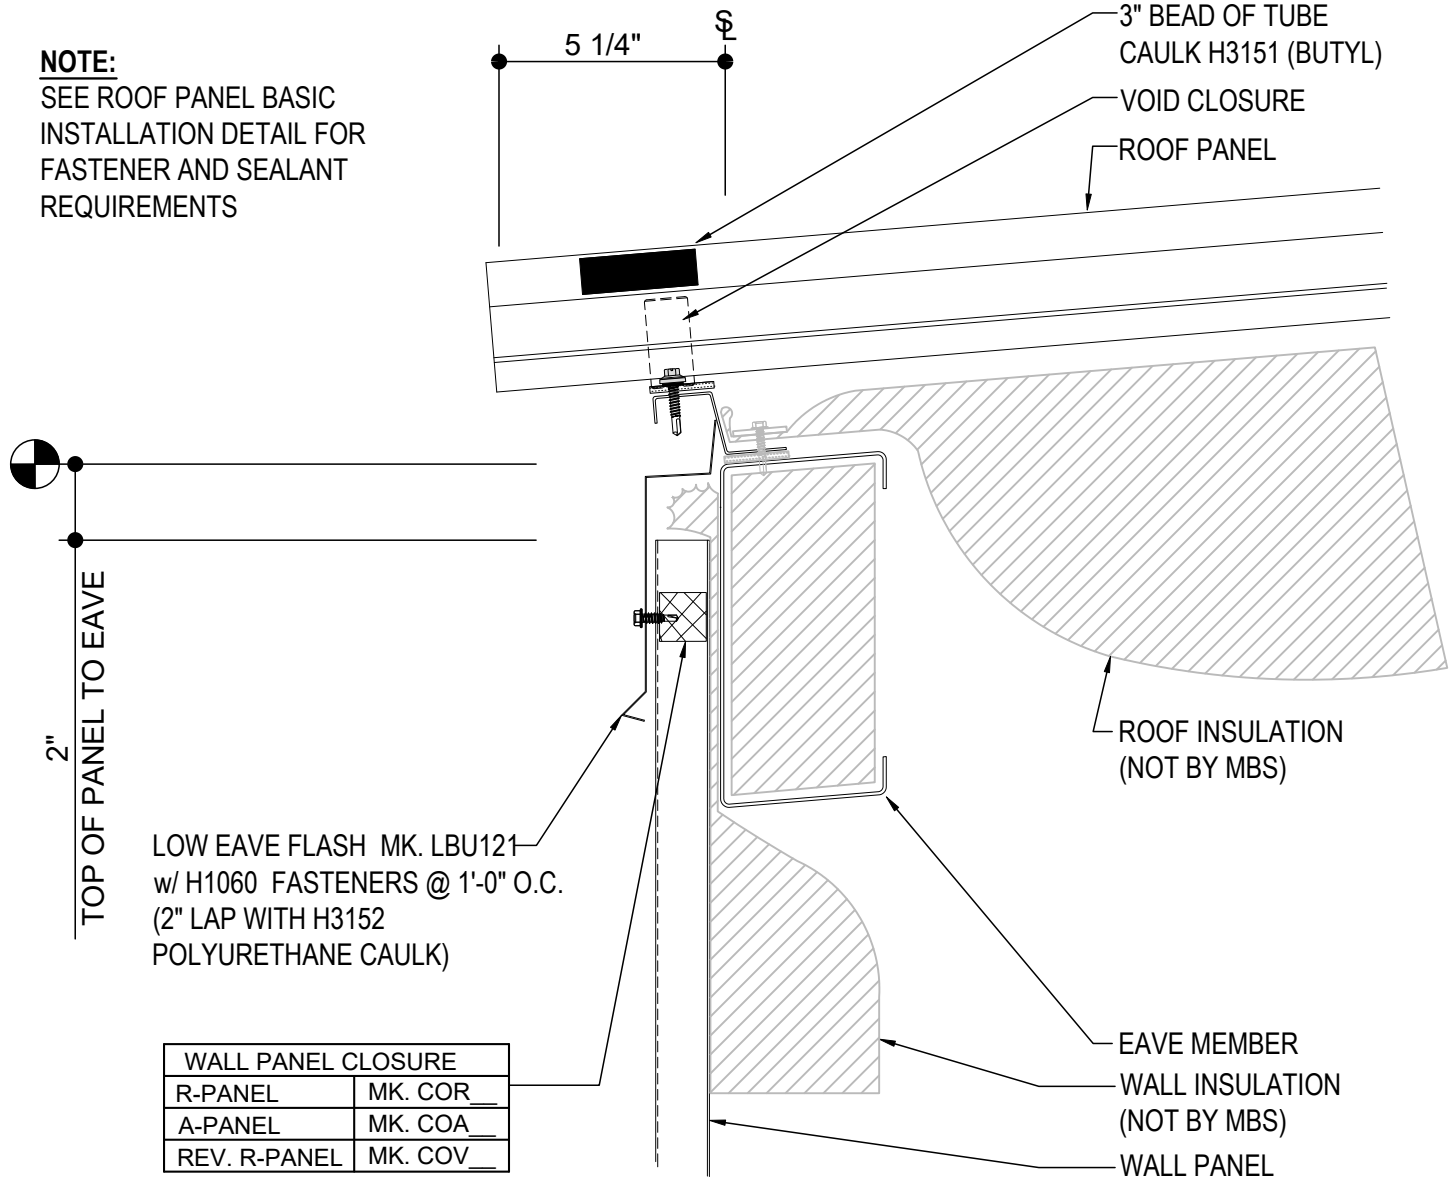 NOTE:
SEE ROOF PANEL BASIC
INSTALLATION DETAIL FOR
FASTENER AND SEALANT
REQUIREMENTS
5 1/4"
SL
3" BEAD OF TUBE
CAULK H3151 (BUTYL)
VOID CLOSURE
ROOF PANEL
2"
TOP OF PANEL TO EAVE
ROOF INSULATION
(NOT BY MBS)
LOW EAVE FLASH MK. LBU121
w/ H1060 FASTENERS @ 1'-0" O.C.
(2" LAP WITH H3152
POLYURETHANE CAULK)
WALL PANEL CLOSURE
R-PANEL MK. COR__
A-PANEL MK. COA__
REV. R-PANEL MK. COV__
EAVE MEMBER
WALL INSULATION
(NOT BY MBS)
WALL PANEL